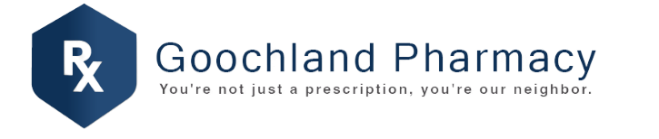 Rx
Goochland Pharmacy
You're not just a prescription, you're our neighbor.